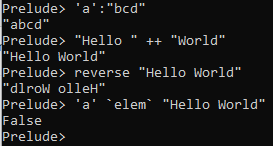 Prelude> 'a':"bcd"
"abcd"
Prelude> "Hello " ++ "World"
"Hello World"
Prelude> reverse "Hello World"
"dlroW olleH"
Prelude> 'a' `elem` "Hello World"
False
Prelude>